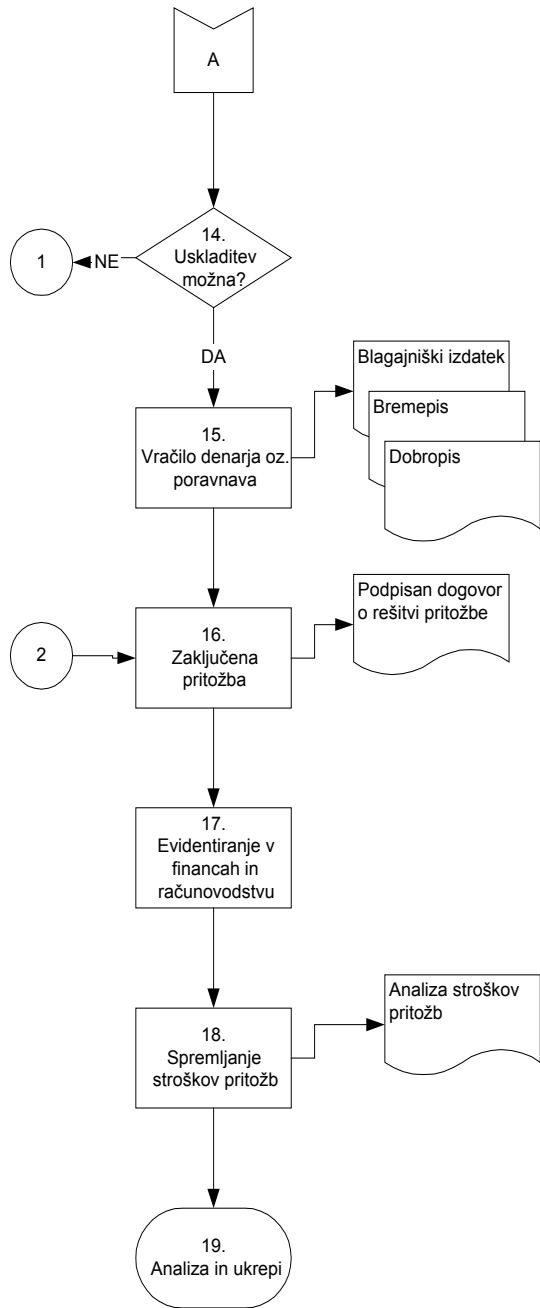 A
14.
Uskladitev
možna?
NE
1
DA
15.
Vračilo denarja oz.
poravnava
Blagajniški izdatek
Bremepis
Dobropis
2
16.
Zaključena
pritožba
Podpisan dogovor
o rešitvi pritožbe
17.
Evidentiranje v
financah in
računovodstvu
18.
Spremljanje
stroškov pritožb
Analiza stroškov
pritožb
19.
Analiza in ukrepi